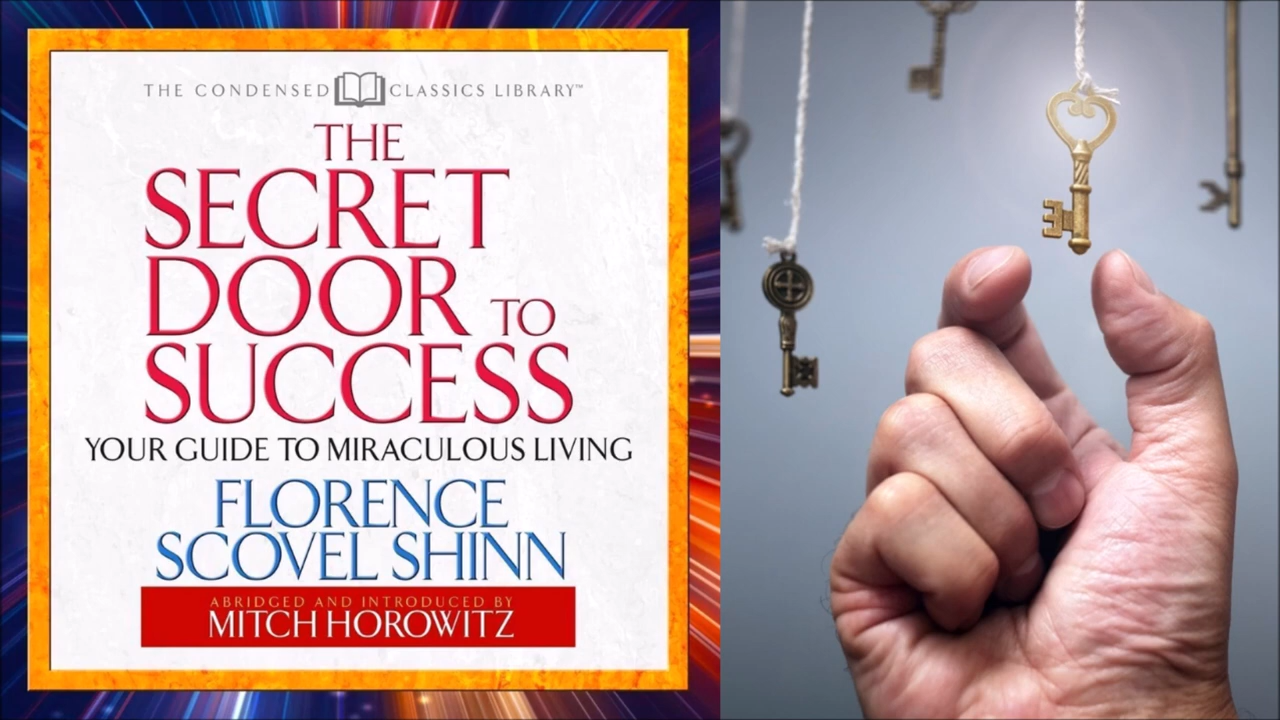 THE CONDENSED CLASSICS LIBRARY™
THE
SECRET
DOOR TO
SUCCESS
YOUR GUIDE TO MIRACULOUS LIVING
FLORENCE
SCOVEL SHINN
ABRIDGED AND INTRODUCED BY
MITCH HOROWITZ